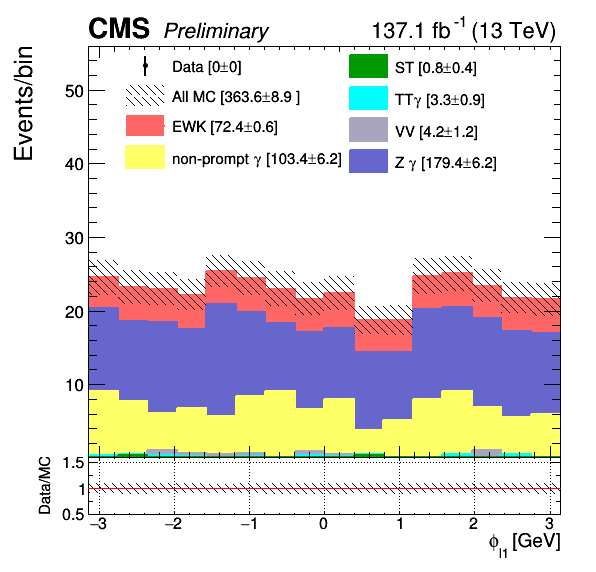 CMS Preliminary 137.1 fb⁻¹ (13 TeV)
Events/bin
Data [0±0]
All MC [363.6±8.9 ]
EWK [72.4±0.6]
non-prompt γ [103.4±6.2]
ST [0.8±0.4]
TTγ [3.3±0.9]
VV [4.2±1.2]
Z γ [179.4±6.2]
50
40
30
20
10
Data/MC
1.5
1
0.5
−3 −2 −1 0 1 2 3
ϕ_l1 [GeV]